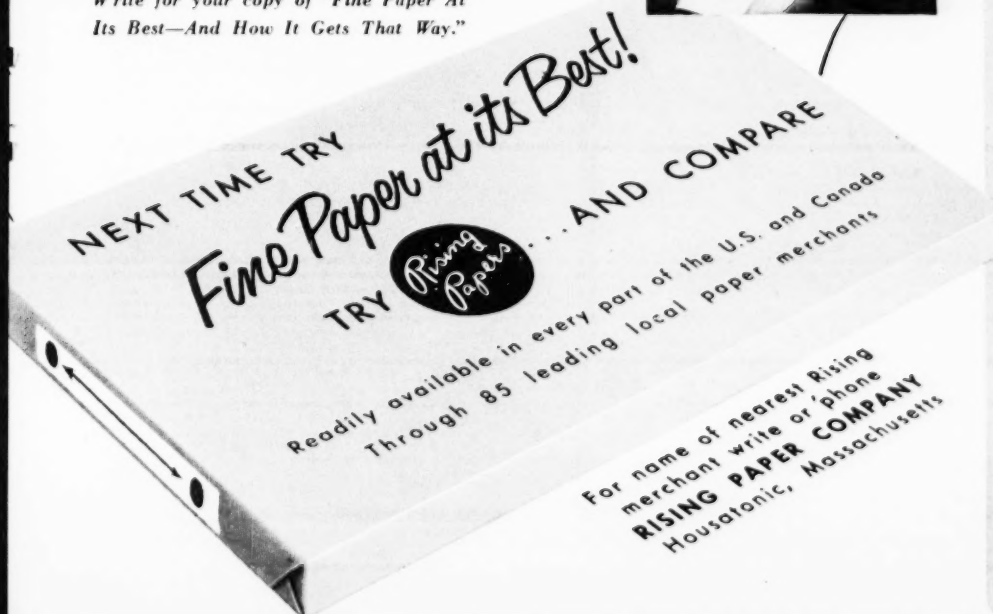 Write for your copy of "Fine Paper At
Its Best—And How It Gets That Way."
NEXT TIME TRY
Fine Paper at its Best!
TRY Rising Papers ...AND COMPARE
Readily available in every part of the U.S. and Canada
Through 85 leading local paper merchants
For name of nearest Rising
merchant write or 'phone
RISING PAPER COMPANY
Housatonic, Massachusetts